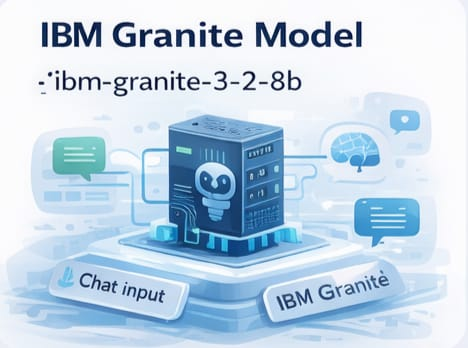 IBM Granite Model
-‘ibm-granite-3-2-8b
Chat input
IBM Granite